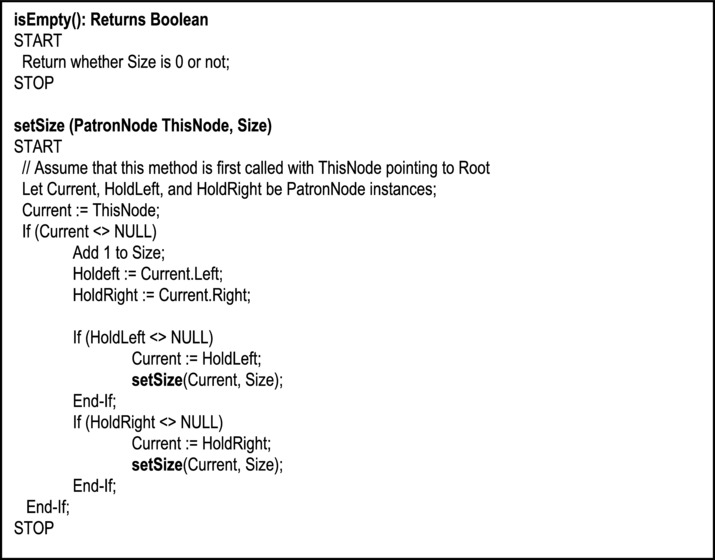 isEmpty(): Returns Boolean
START
Return whether Size is 0 or not;
STOP
setSize (PatronNode ThisNode, Size)
START
// Assume that this method is first called with ThisNode pointing to Root
Let Current, HoldLeft, and HoldRight be PatronNode instances;
Current := ThisNode;
If (Current <> NULL)
Add 1 to Size;
Holdeft := Current.Left;
HoldRight := Current.Right;
If (HoldLeft <> NULL)
Current := HoldLeft;
setSize(Current, Size);
End-If;
If (HoldRight <> NULL)
Current := HoldRight;
setSize(Current, Size);
End-If;
End-If;
STOP